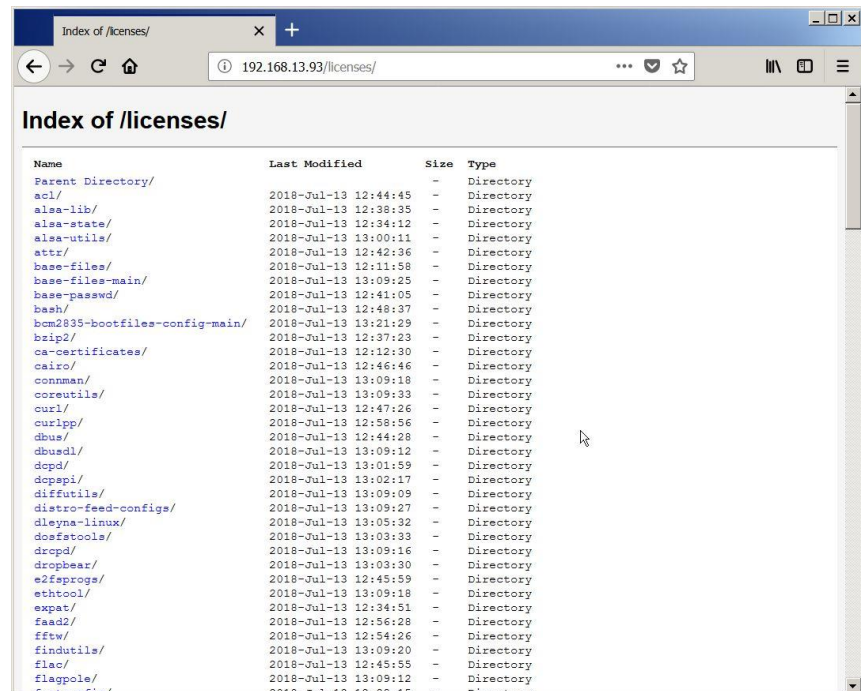 Index of /licenses/
192.168.13.93/licenses/
Index of /licenses/
Name Last Modified Size Type
Parent Directory/ - Directory
acl/ 2018-Jul-13 12:44:45 - Directory
alsa-lib/ 2018-Jul-13 12:38:35 - Directory
alsa-state/ 2018-Jul-13 12:34:12 - Directory
alsa-utils/ 2018-Jul-13 13:00:11 - Directory
attr/ 2018-Jul-13 12:42:36 - Directory
base-files/ 2018-Jul-13 12:11:58 - Directory
base-files-main/ 2018-Jul-13 13:09:25 - Directory
base-passwd/ 2018-Jul-13 12:41:05 - Directory
bash/ 2018-Jul-13 12:48:37 - Directory
bcm2835-bootfiles-config-main/ 2018-Jul-13 13:21:29 - Directory
bzip2/ 2018-Jul-13 12:37:23 - Directory
ca-certificates/ 2018-Jul-13 12:12:30 - Directory
cairo/ 2018-Jul-13 12:46:46 - Directory
connman/ 2018-Jul-13 13:09:18 - Directory
coreutils/ 2018-Jul-13 13:09:33 - Directory
curl/ 2018-Jul-13 12:47:26 - Directory
curlpp/ 2018-Jul-13 12:58:56 - Directory
dbus/ 2018-Jul-13 12:44:28 - Directory
dbusdl/ 2018-Jul-13 13:09:12 - Directory
dcpd/ 2018-Jul-13 13:01:59 - Directory
dcpspi/ 2018-Jul-13 13:02:17 - Directory
diffutils/ 2018-Jul-13 13:09:09 - Directory
distro-feed-configs/ 2018-Jul-13 13:09:27 - Directory
dleyna-linux/ 2018-Jul-13 13:05:32 - Directory
dosfstools/ 2018-Jul-13 13:03:33 - Directory
drcpd/ 2018-Jul-13 13:09:16 - Directory
dropbear/ 2018-Jul-13 13:03:30 - Directory
e2fsprogs/ 2018-Jul-13 12:45:59 - Directory
ethtool/ 2018-Jul-13 13:09:18 - Directory
expat/ 2018-Jul-13 12:34:51 - Directory
faad2/ 2018-Jul-13 12:56:28 - Directory
fftw/ 2018-Jul-13 12:54:26 - Directory
findutils/ 2018-Jul-13 13:09:20 - Directory
flac/ 2018-Jul-13 12:45:55 - Directory
flagpole/ 2018-Jul-13 13:09:12 - Directory